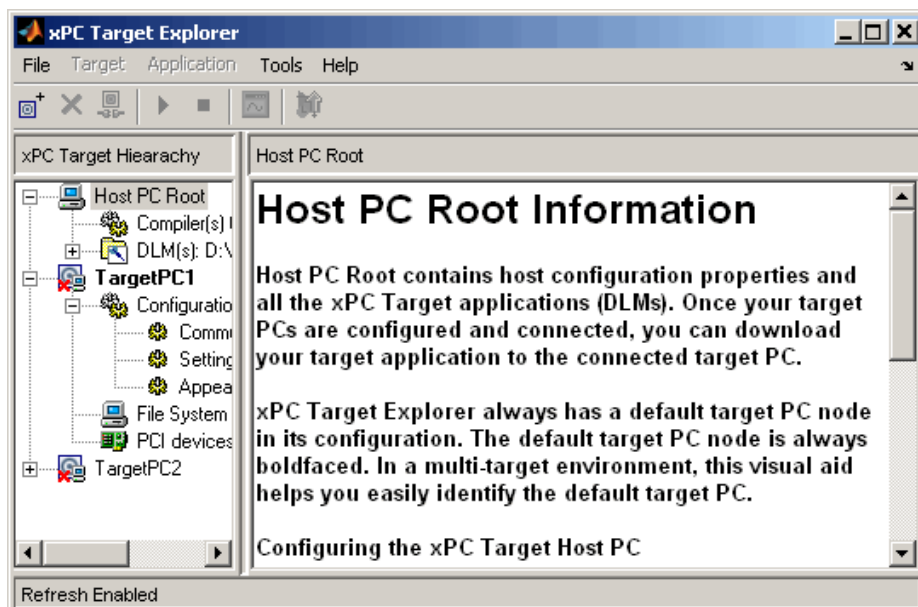 xPC Target Explorer
File Target Application Tools Help
xPC Target Hiearachy
Host PC Root
Host PC Root
Compiler(s)
DLM(s): D:\
TargetPC1
Configuratio
Commu
Setting
Appea
File System
PCI devices
TargetPC2
Host PC Root Information
Host PC Root contains host configuration properties and
all the xPC Target applications (DLMs). Once your target
PCs are configured and connected, you can download
your target application to the connected target PC.
xPC Target Explorer always has a default target PC node
in its configuration. The default target PC node is always
boldfaced. In a multi-target environment, this visual aid
helps you easily identify the default target PC.
Configuring the xPC Target Host PC
Refresh Enabled